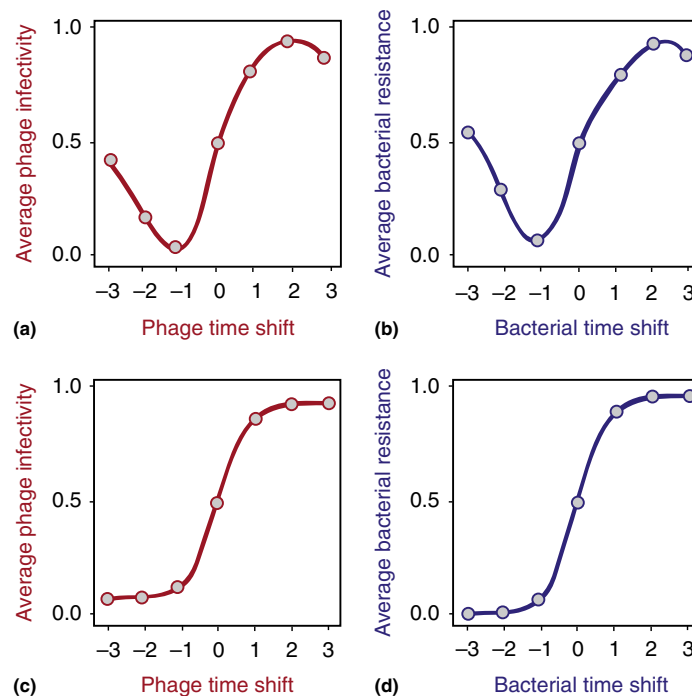 Average phage infectivity
1.0
0.5
0.0
–3 –2 –1 0 1 2 3
(a) Phage time shift
Average bacterial resistance
1.0
0.5
0.0
–3 –2 –1 0 1 2 3
(b) Bacterial time shift
Average phage infectivity
1.0
0.5
0.0
–3 –2 –1 0 1 2 3
(c) Phage time shift
Average bacterial resistance
1.0
0.5
0.0
–3 –2 –1 0 1 2 3
(d) Bacterial time shift